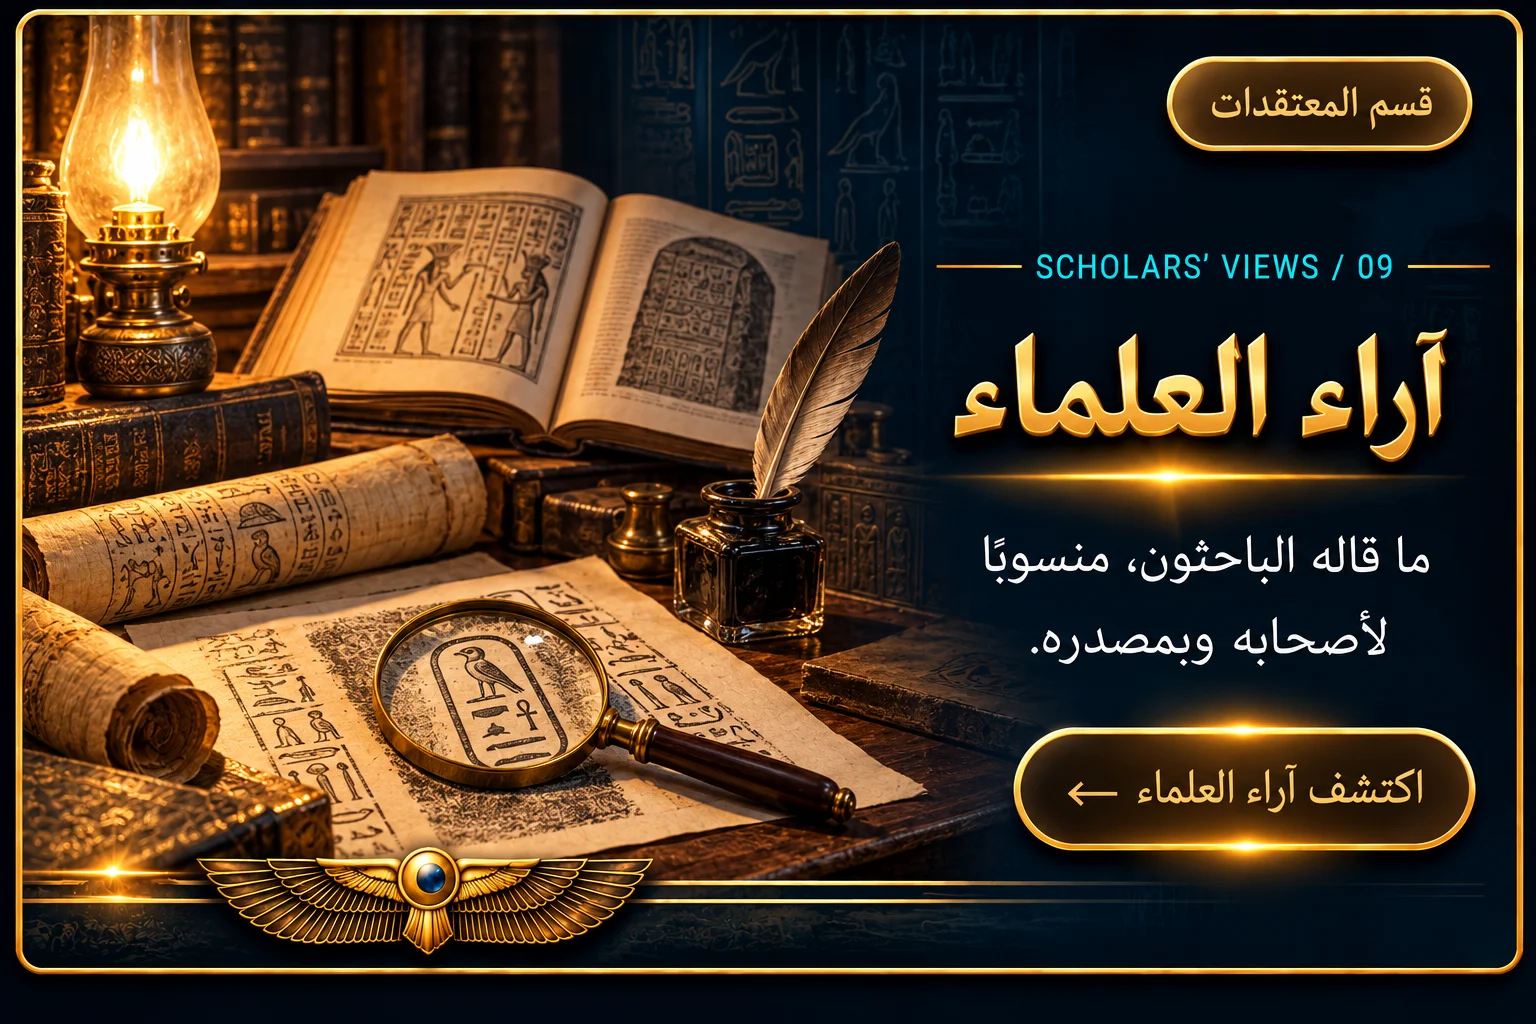 قسم المعتقدات
SCHOLARS’ VIEWS / 09
آراء العلماء
ما قاله الباحثون، منسوبًا
لأصحابه وبمصدره.
اكتشف آراء العلماء ←